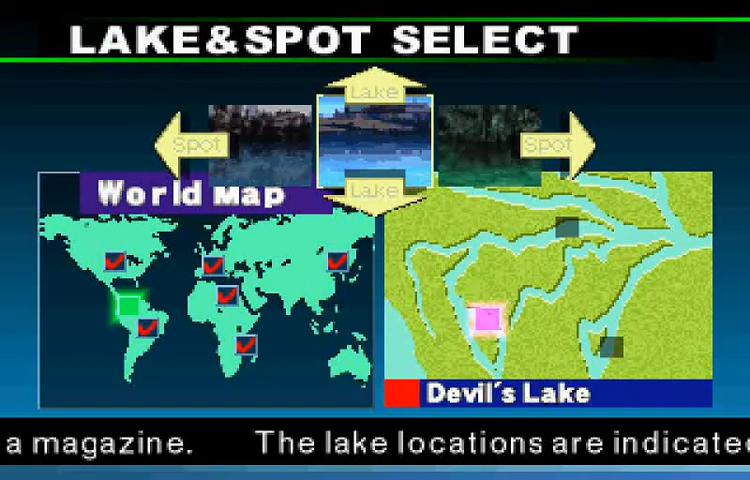 LAKE&SPOT SELECT
Lake
Spot
Spot
Lake
World Map
Devil's Lake
a magazine. The lake locations are indicated